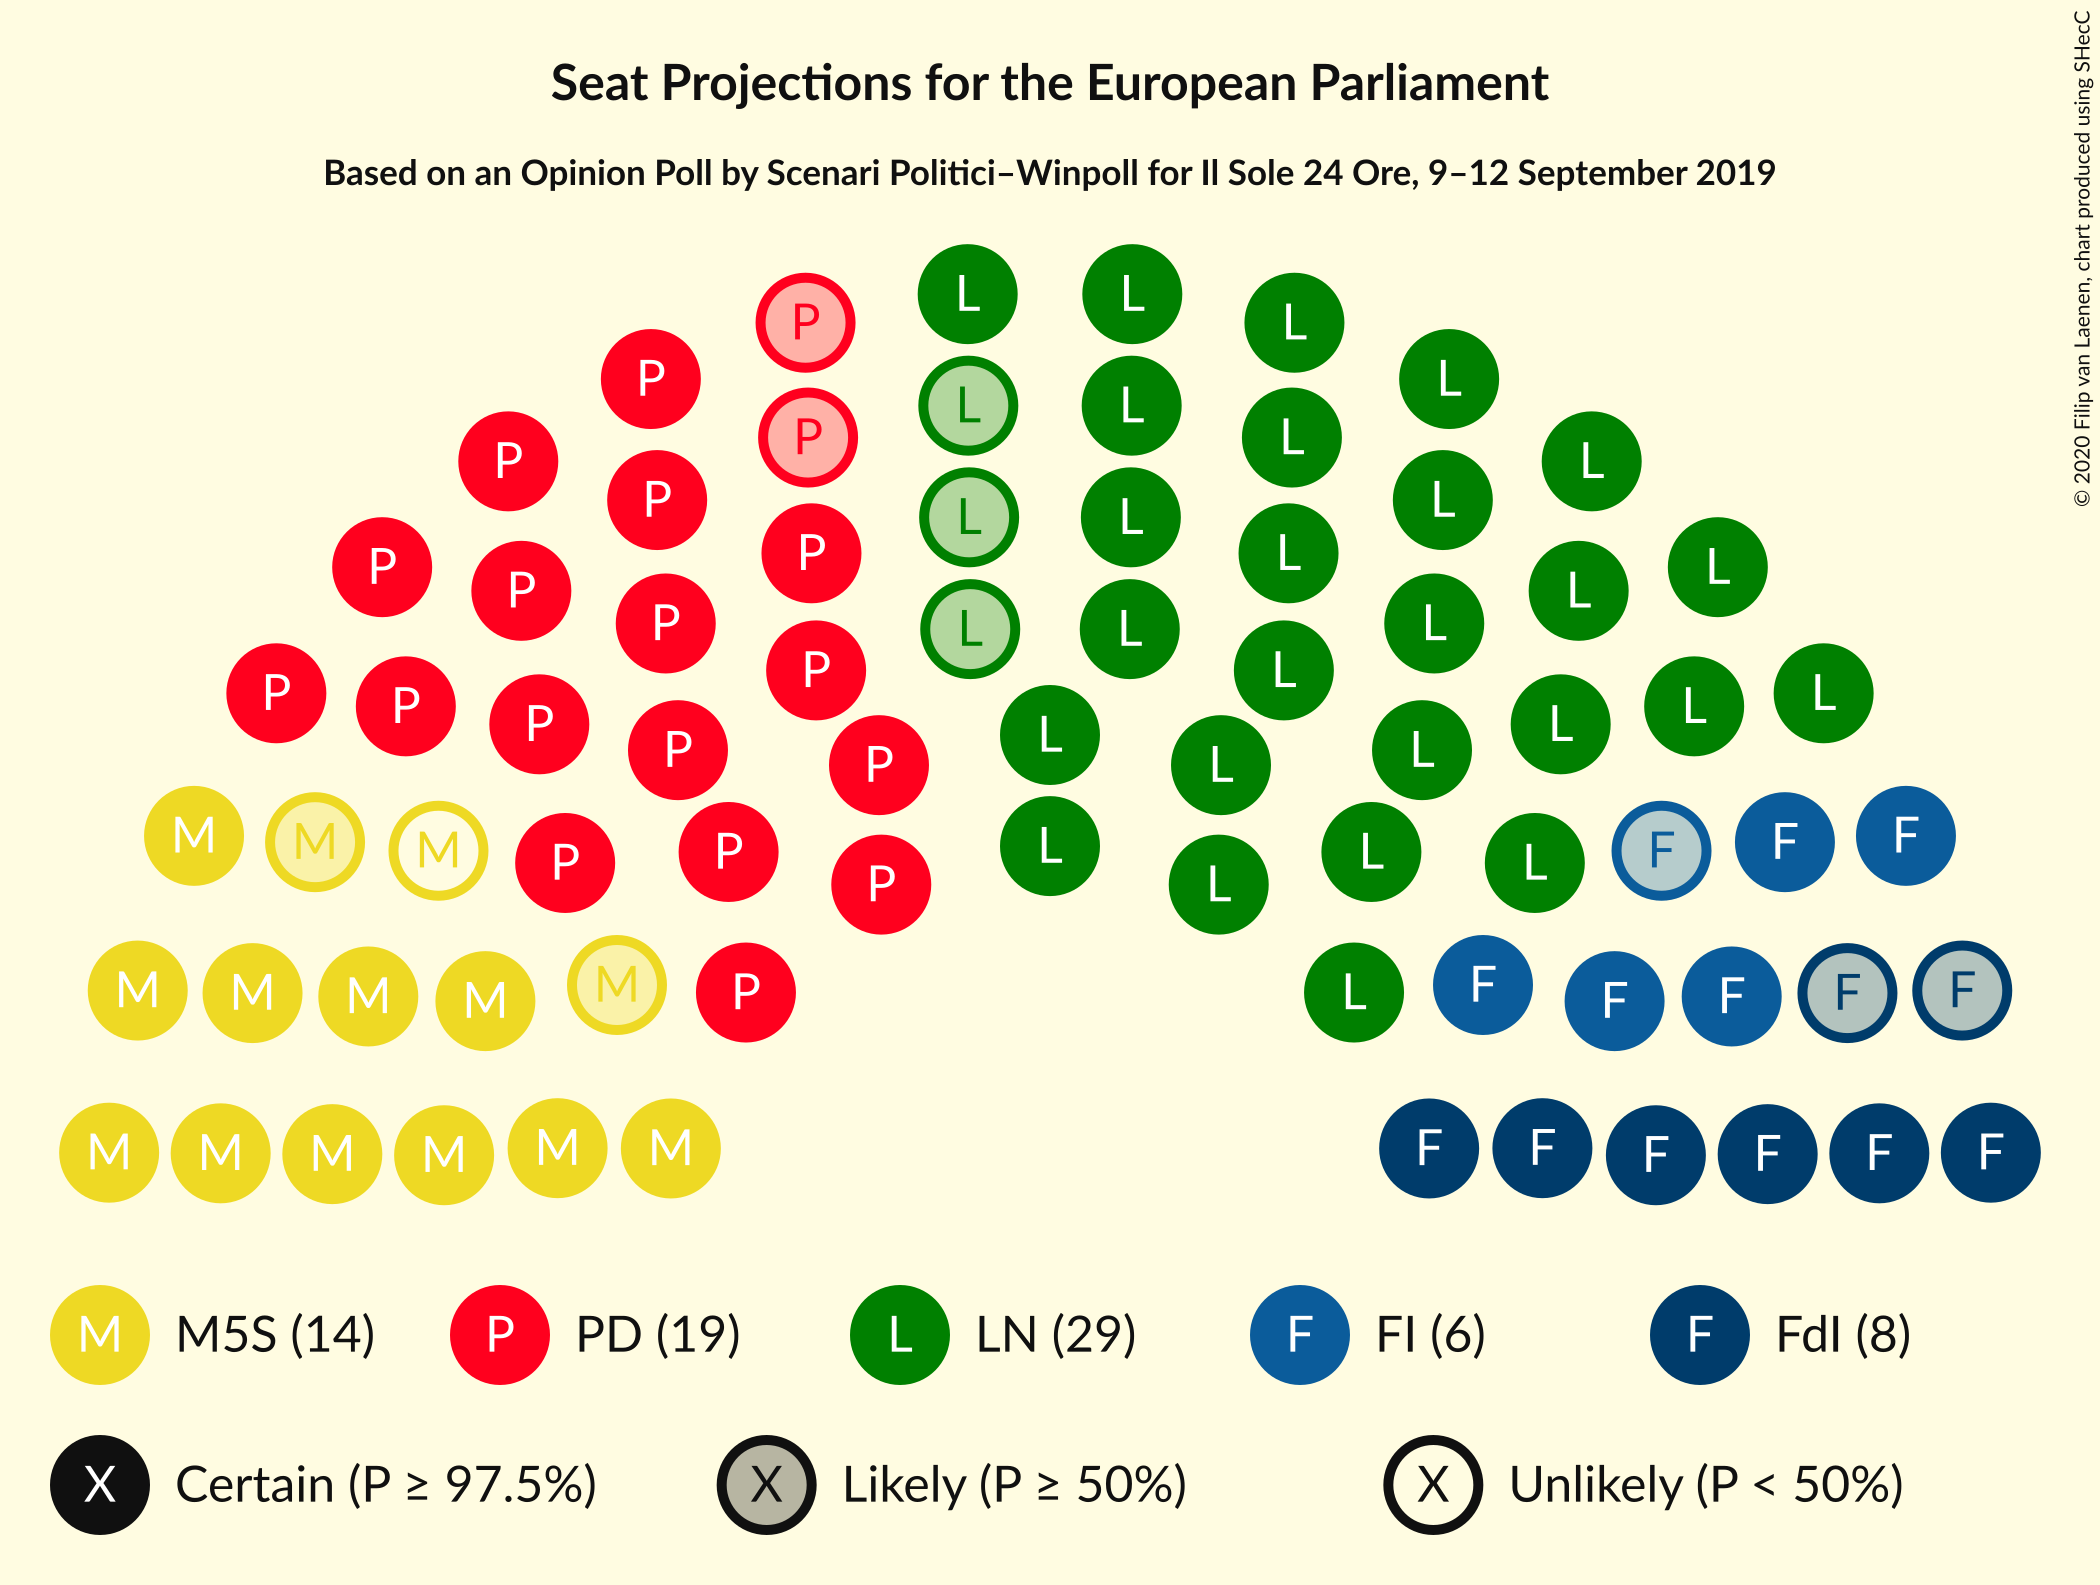 Seat Projections for the European Parliament
Based on an Opinion Poll by Scenari Politici–Winpoll for Il Sole 24 Ore, 9–12 September 2019
© 2020 Filip van Laenen, chart produced using SHecC
L L
P L
P L
P L L
P L
P L
P L
P L L L
P L
P L
P L
P L L L
P L
P L
P L
P L
P L
P L
P L
P L
L
P L
M P L F
M M P P L L F F
L
P L
M F
M M M M P L F F F F
M M M M M M F F F F F F
M M5S (14) P PD (19) L LN (29) F FI (6) F FdI (8)
X Certain (P ≥ 97.5%) X Likely (P ≥ 50%) X Unlikely (P < 50%)